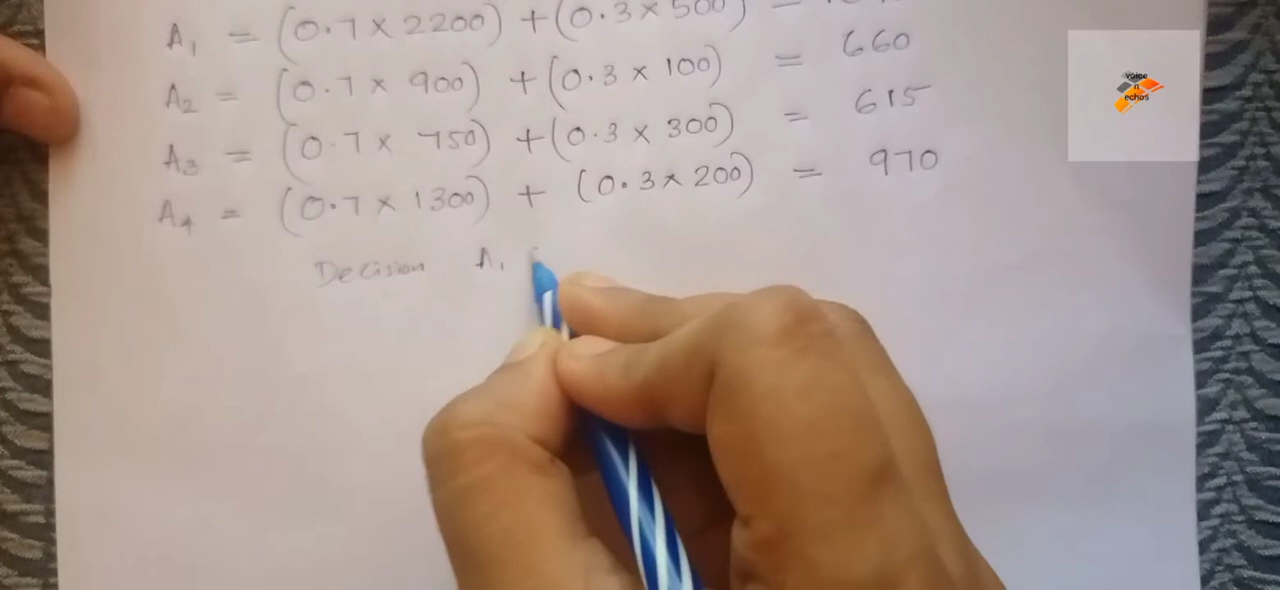 A1 = (0.7 × 2200) + (0.3 × 500) =
A2 = (0.7 × 900) + (0.3 × 100) = 660
A3 = (0.7 × 750) + (0.3 × 300) = 615
A4 = (0.7 × 1300) + (0.3 × 200) = 970
Decision A1
voice
n
echos